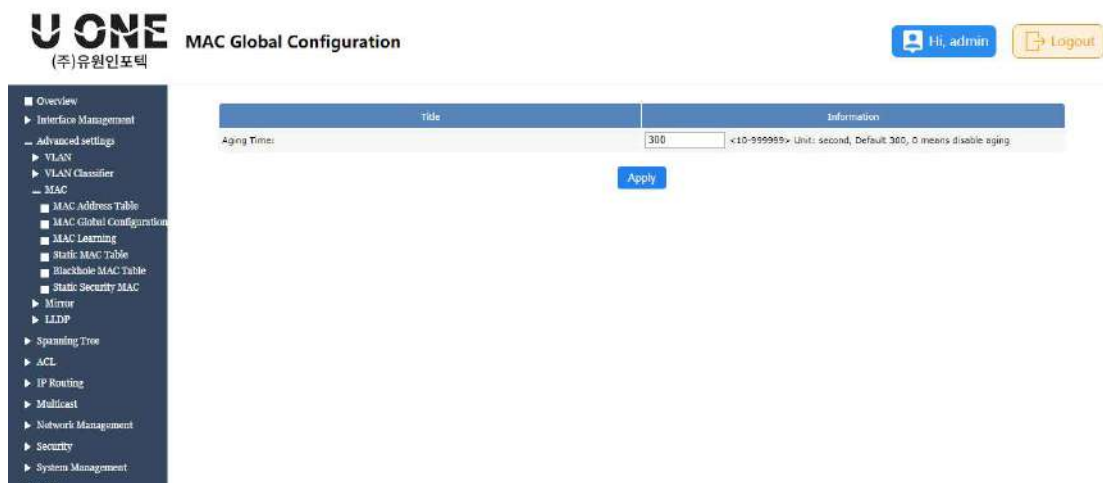 U ONE
(주)유원인포텍
MAC Global Configuration
Hi, admin
Logout
Overview
Interface Management
Advanced settings
VLAN
VLAN Classifier
MAC
MAC Address Table
MAC Global Configuration
MAC Learning
Static MAC Table
Blackhole MAC Table
Static Security MAC
Mirror
LLDP
Spanning Tree
ACL
IP Routing
Multicast
Network Management
Security
System Management
Title Information
Aging Time: 300 <10-999999> Unit: second, Default 300, 0 means disable aging
Apply